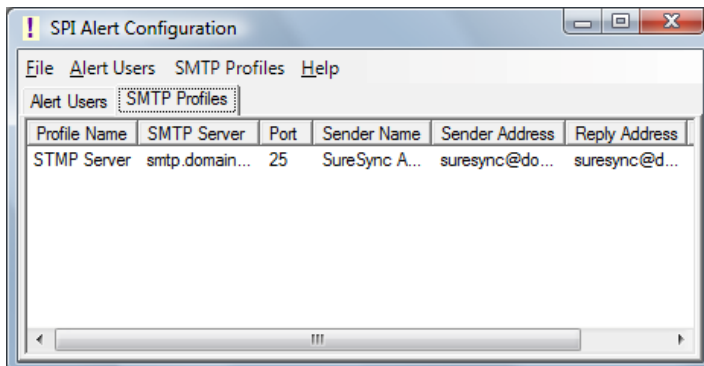 ! SPI Alert Configuration
File Alert Users SMTP Profiles Help
Alert Users SMTP Profiles
Profile Name SMTP Server Port Sender Name Sender Address Reply Address
STMP Server smtp.domain... 25 SureSync A... suresync@do... suresync@d...